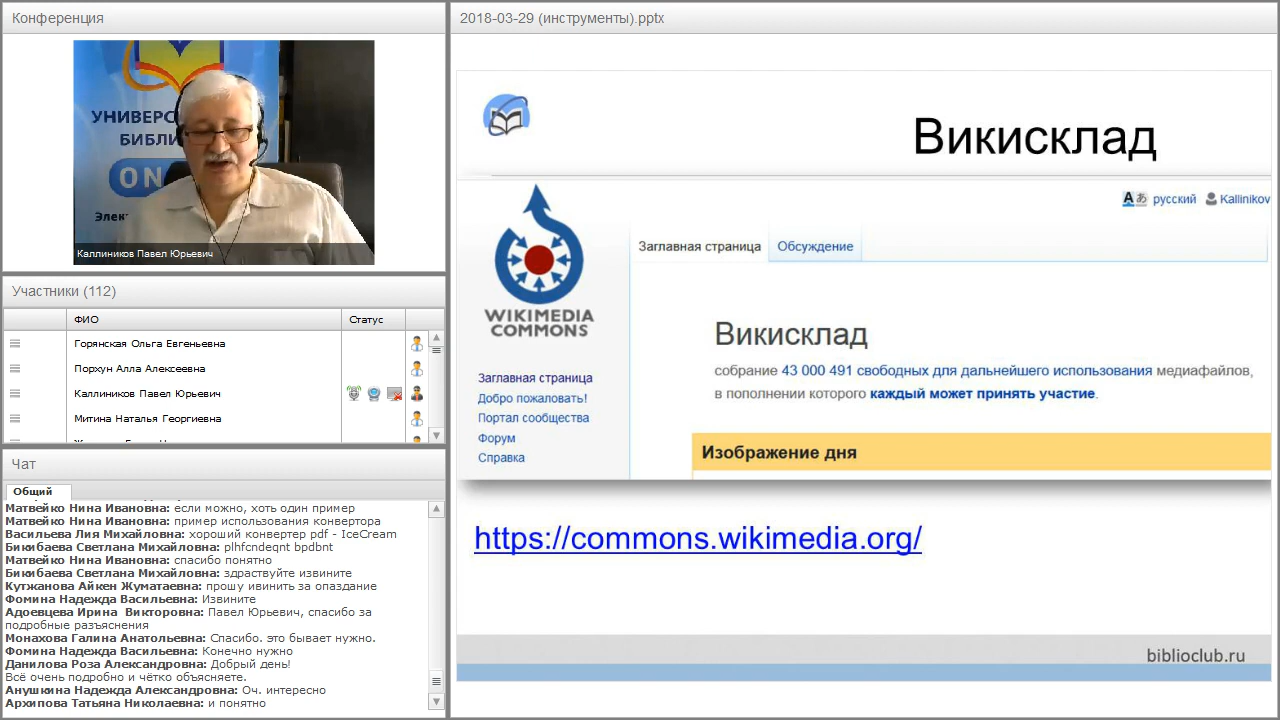 Конференция
УНИВЕРС
БИБЛИ
ON
Элек
Каллиников Павел Юрьевич
Участники (112)
ФИО
Статус
Горянская Ольга Евгеньевна
Порхун Алла Алексеевна
Каллиников Павел Юрьевич
Митина Наталья Георгиевна
Чат
Общий
Матвейко Нина Ивановна: если можно, хоть один пример
Матвейко Нина Ивановна: пример использования конвертора
Васильева Лия Михайловна: хороший конвертер pdf - IceCream
Бикибаева Светлана Михайловна: plhfcndeqnt bpdbnt
Матвейко Нина Ивановна: спасибо понятно
Бикибаева Светлана Михайловна: здраствуйте извините
Кутжанова Айкен Жуматаевна: прошу ивинить за опаздание
Фомина Надежда Васильевна: Извините
Адоевцева Ирина Викторовна: Павел Юрьевич, спасибо за
подробные разъяснения
Монахова Галина Анатольевна: Спасибо. это бывает нужно.
Фомина Надежда Васильевна: Конечно нужно
Данилова Роза Александровна: Добрый день!
Всё очень подробно и чётко объясняете.
Анушкина Надежда Александровна: Оч. интересно
Архипова Татьяна Николаевна: и понятно
2018-03-29 (инструменты).pptx
Викисклад
русский
Kallinikov
Заглавная страница
Обсуждение
WIKIMEDIA
COMMONS
Заглавная страница
Добро пожаловать!
Портал сообщества
Форум
Справка
Викисклад
собрание 43 000 491 свободных для дальнейшего использования медиафайлов,
в пополнении которого каждый может принять участие.
Изображение дня
https://commons.wikimedia.org/
biblioclub.ru